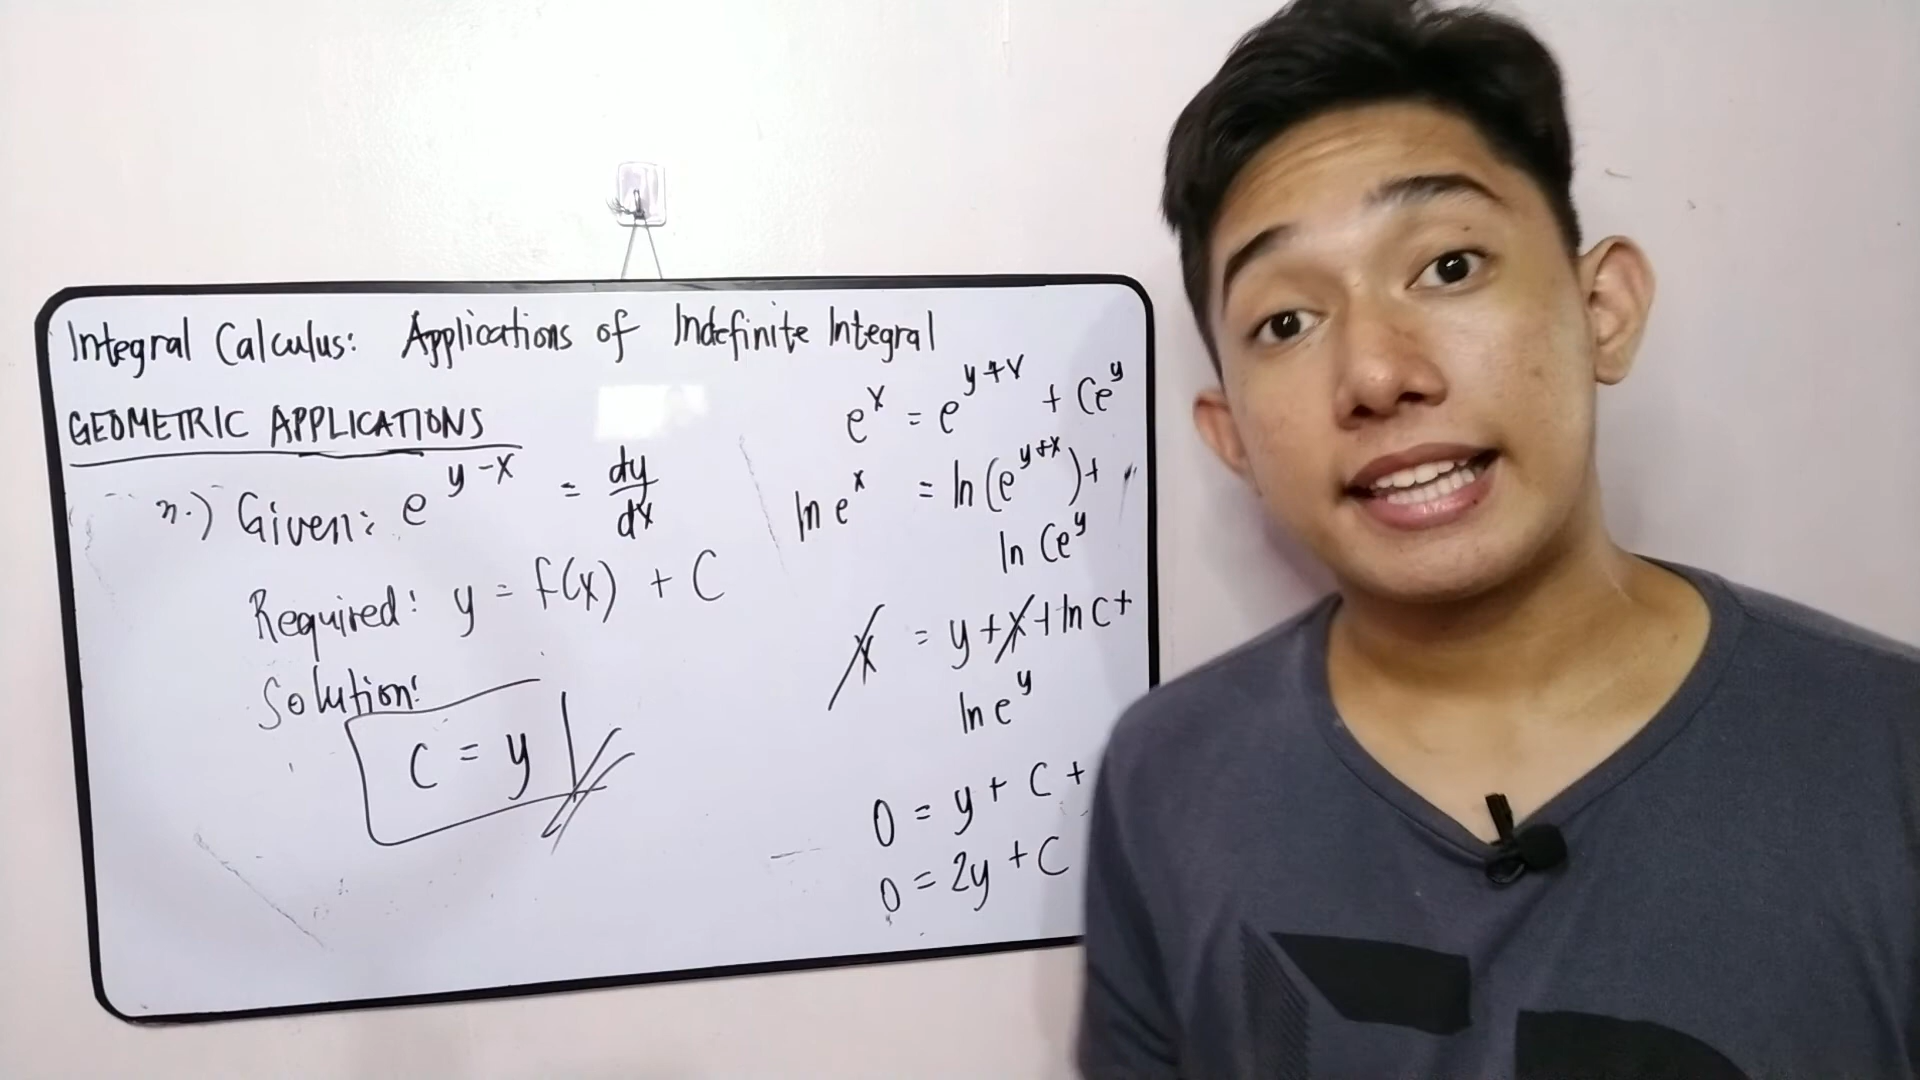 Integral Calculus: Applications of Indefinite Integral
GEOMETRIC APPLICATIONS
n.) Given: e^{y-x} = dy/dx
Required: y = f(x) + C
Solution:
C = y
e^x = e^{y+x} + Ce^y
ln e^x = ln(e^{y+x}) +
ln Ce^y
x = y + x + ln C +
ln e^y
0 = y + C +
0 = 2y + C